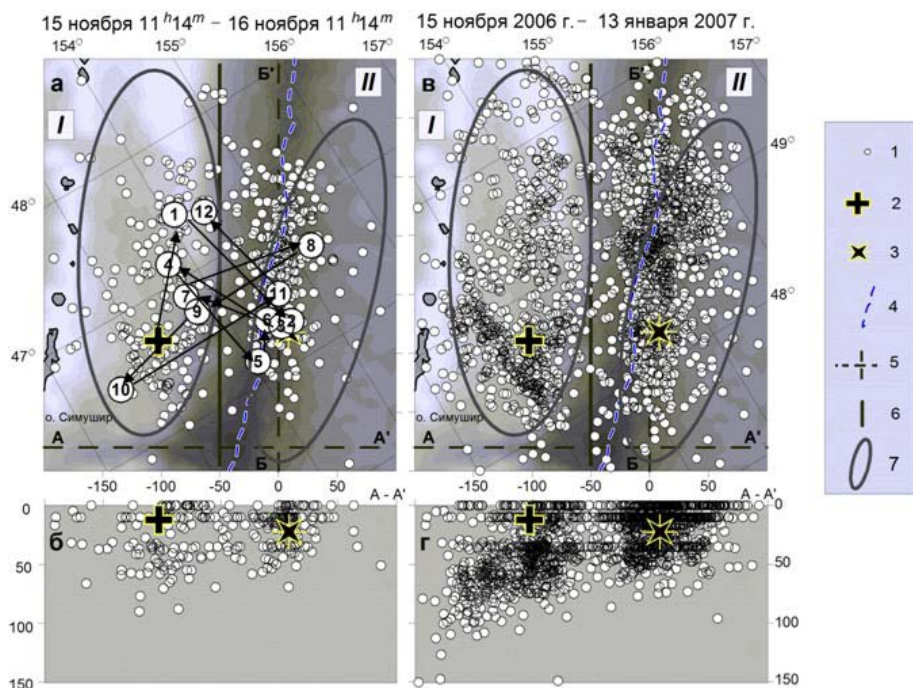 15 ноября 11 h14m – 16 ноября 11 h14m
15 ноября 2006 г. – 13 января 2007 г.
154° 155° 156° 157°
154° 155° 156° 157°
а Б' II
в Б' II
I
I
49°
48°
48°
47°
1 12
8
4
7 11
9 6 2
5
10
о. Симушир
А А'
Б
А А'
Б
-150 -100 -50 0 50 А - А'
-150 -100 -50 0 50 А - А'
0
50
100
150
б
г
0
50
100
150
1
2
3
4
5
6
7